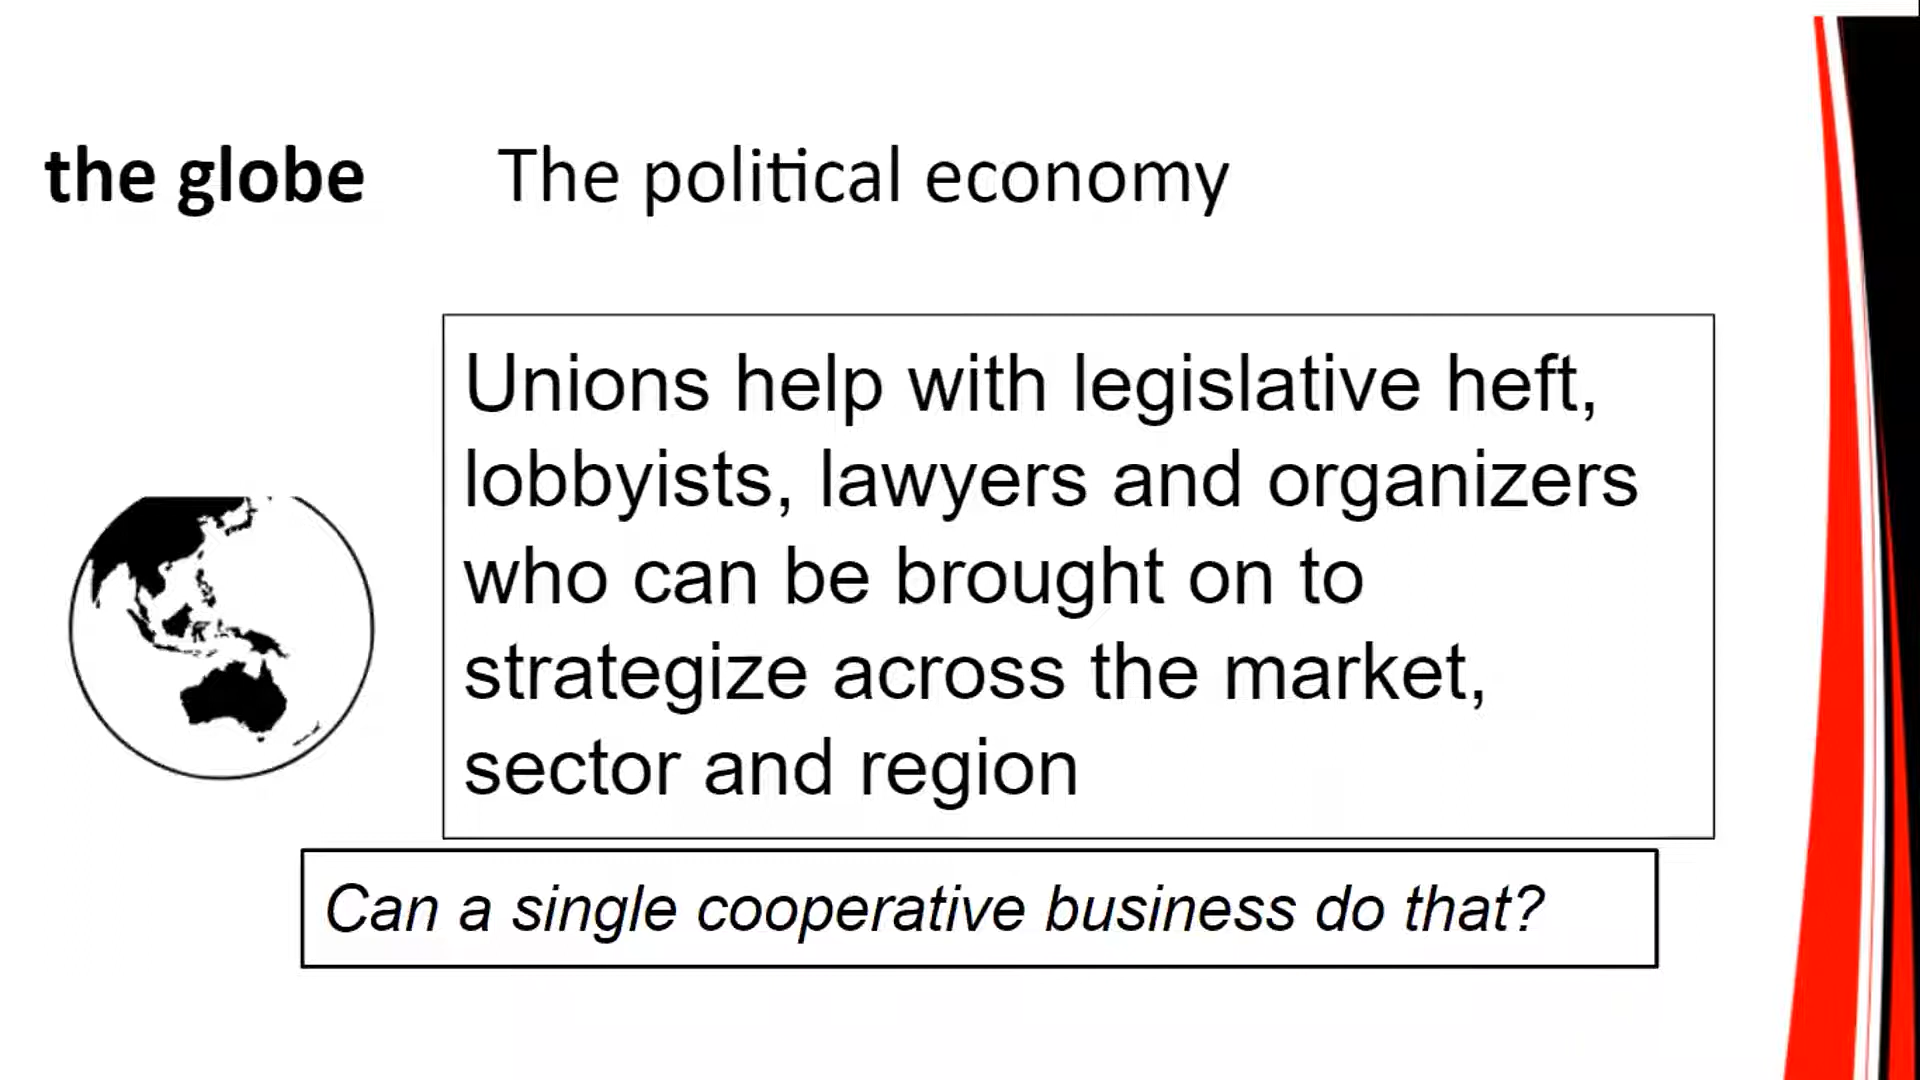 the globe The political economy
Unions help with legislative heft,
lobbyists, lawyers and organizers
who can be brought on to
strategize across the market,
sector and region
Can a single cooperative business do that?